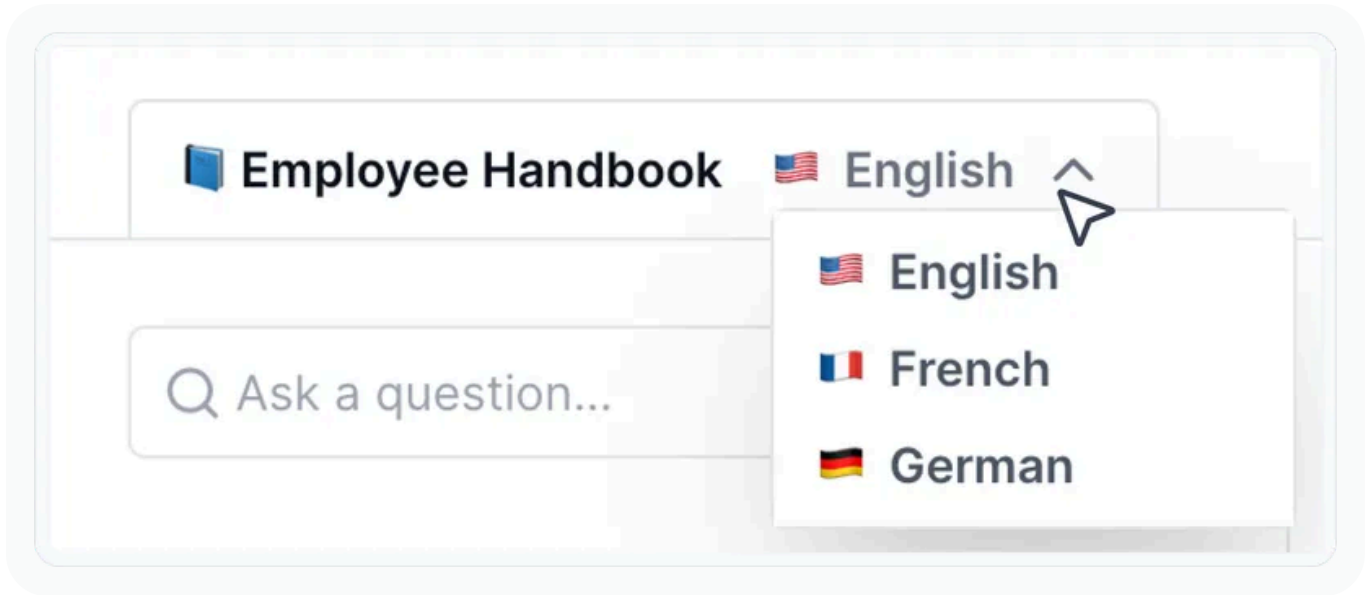 Employee Handbook English
English
French
Ask a question...
German